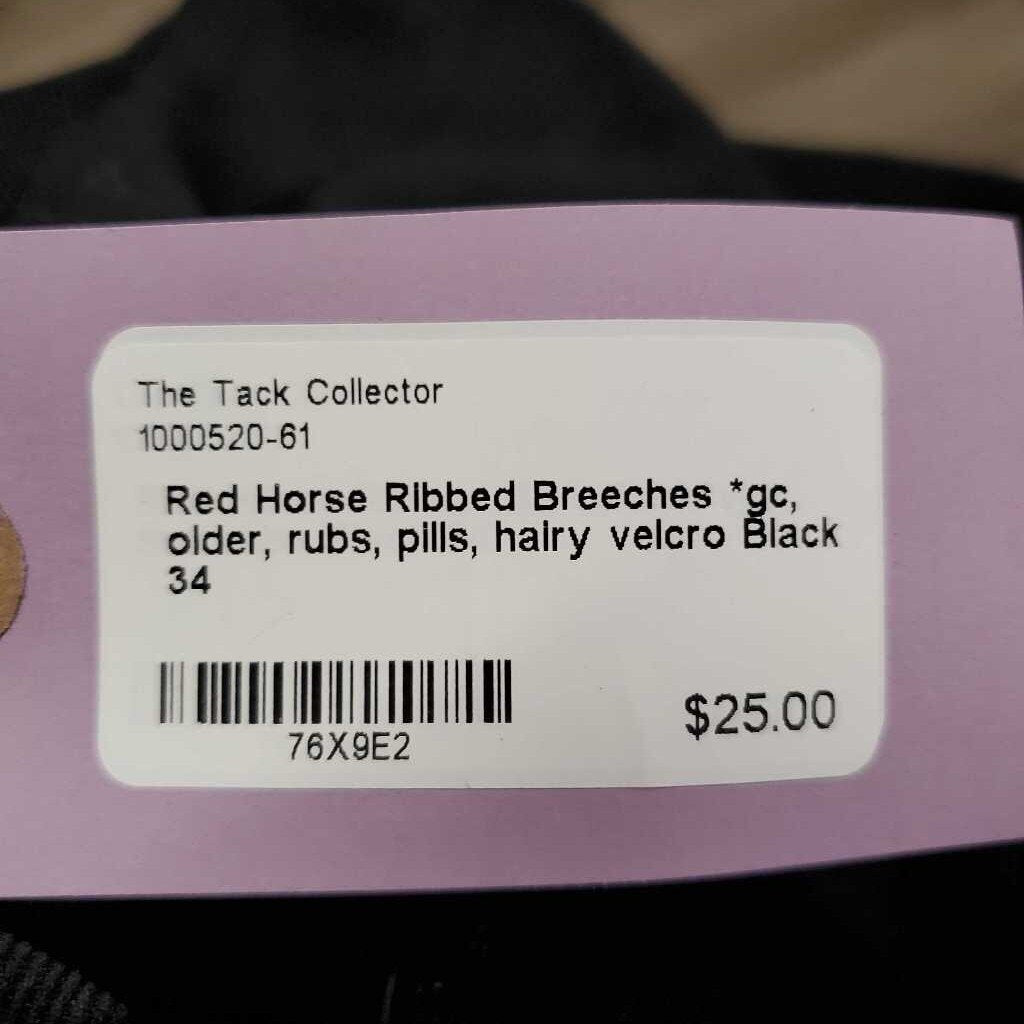 The Tack Collector
1000520-61
Red Horse Ribbed Breeches *gc,
older, rubs, pills, hairy velcro Black
34
76X9E2
$25.00